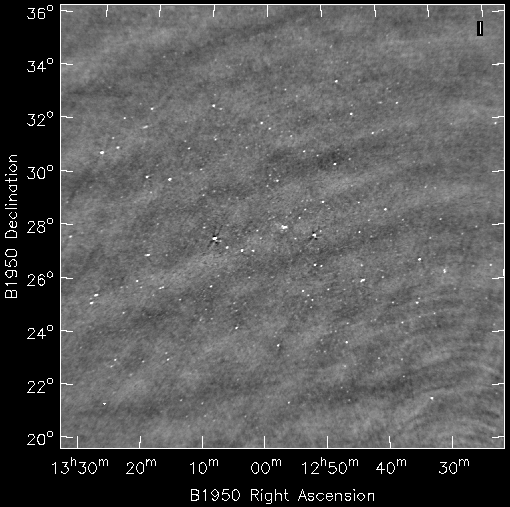 I
36°
34°
32°
30°
28°
26°
24°
22°
20°
B1950 Declination
13ʰ30ᵐ 20ᵐ 10ᵐ 00ᵐ 12ʰ50ᵐ 40ᵐ 30ᵐ
B1950 Right Ascension